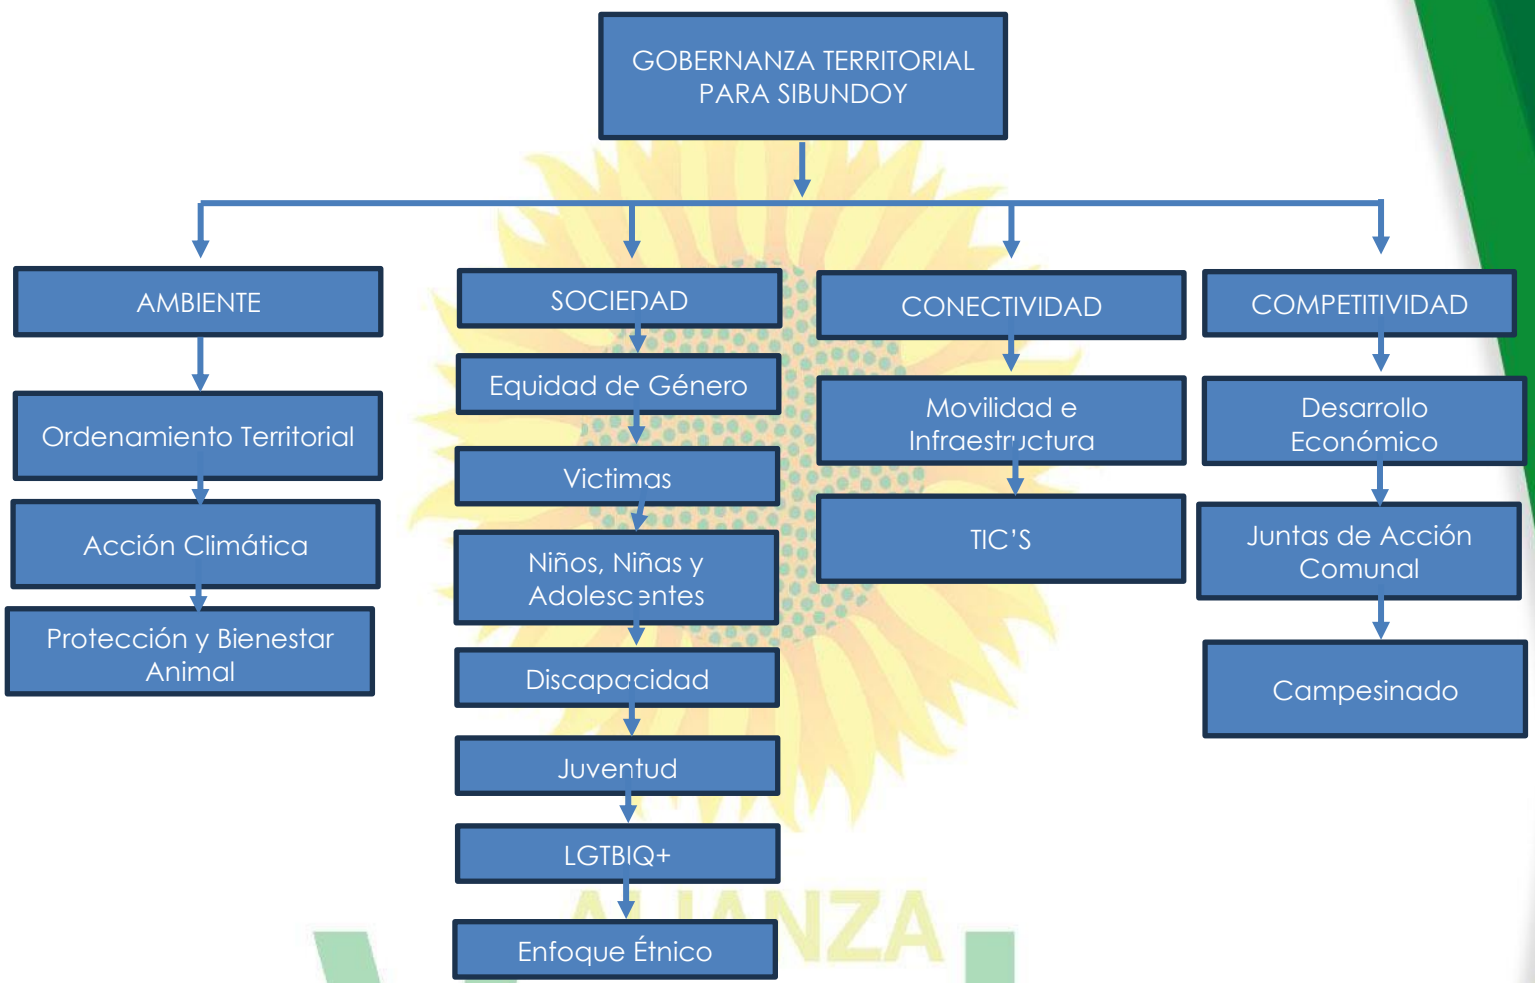 GOBERNANZA TERRITORIAL
PARA SIBUNDOY
AMBIENTE
Ordenamiento Territorial
Acción Climática
Protección y Bienestar
Animal
SOCIEDAD
Equidad de Género
Victimas
Niños, Niñas y
Adolescentes
Discapacidad
Juventud
LGTBIQ+
Enfoque Étnico
CONECTIVIDAD
Movilidad e
Infraestructura
TIC’S
COMPETITIVIDAD
Desarrollo
Económico
Juntas de Acción
Comunal
Campesinado
ALIANZA